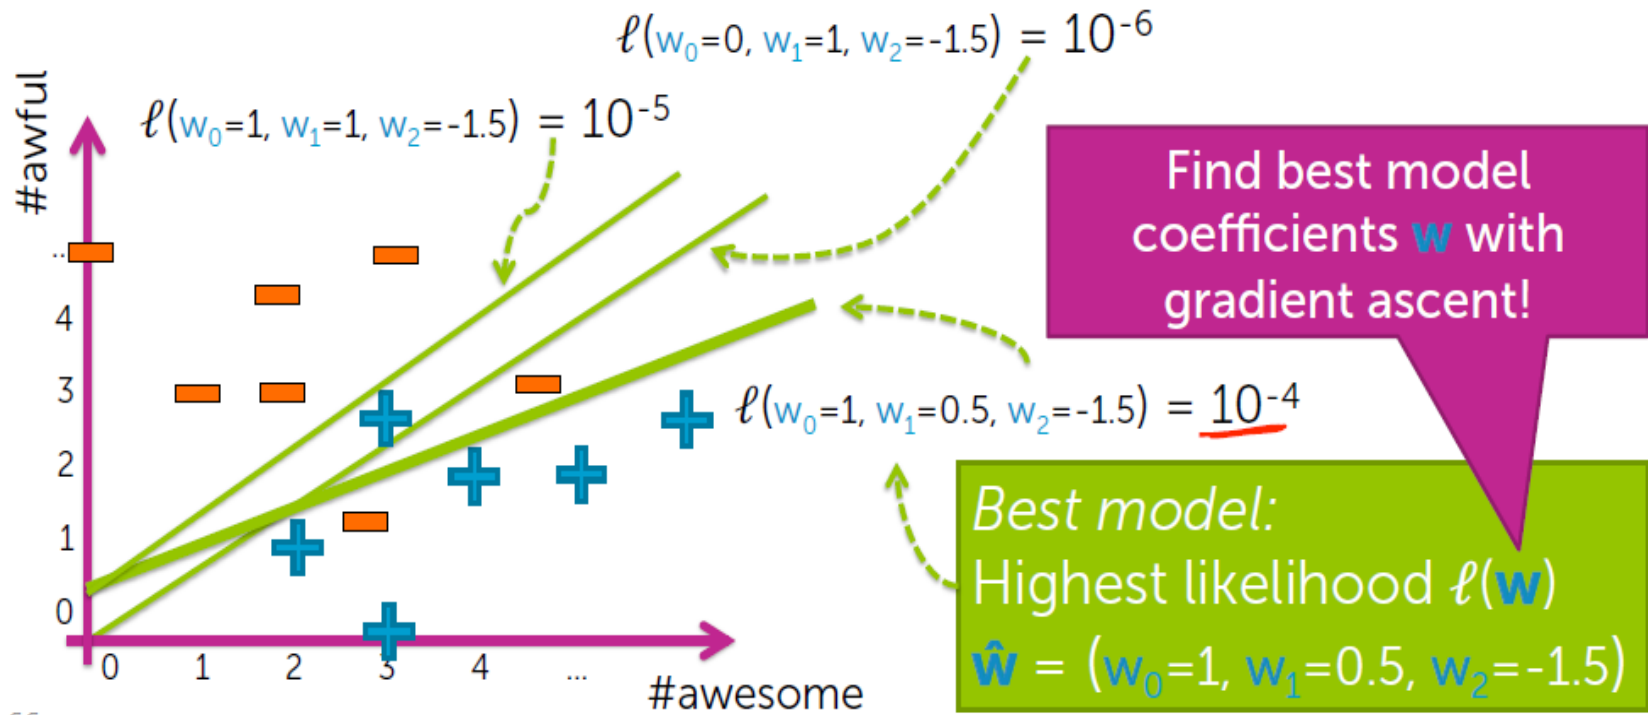 ℓ(w₀=0, w₁=1, w₂=-1.5) = 10⁻⁶
ℓ(w₀=1, w₁=1, w₂=-1.5) = 10⁻⁵
#awful
Find best model
coefficients w with
gradient ascent!
..
4
3
2
1
0
ℓ(w₀=1, w₁=0.5, w₂=-1.5) = 10⁻⁴
Best model:
Highest likelihood ℓ(w)
ŵ = (w₀=1, w₁=0.5, w₂=-1.5)
0 1 2 3 4 ...
#awesome